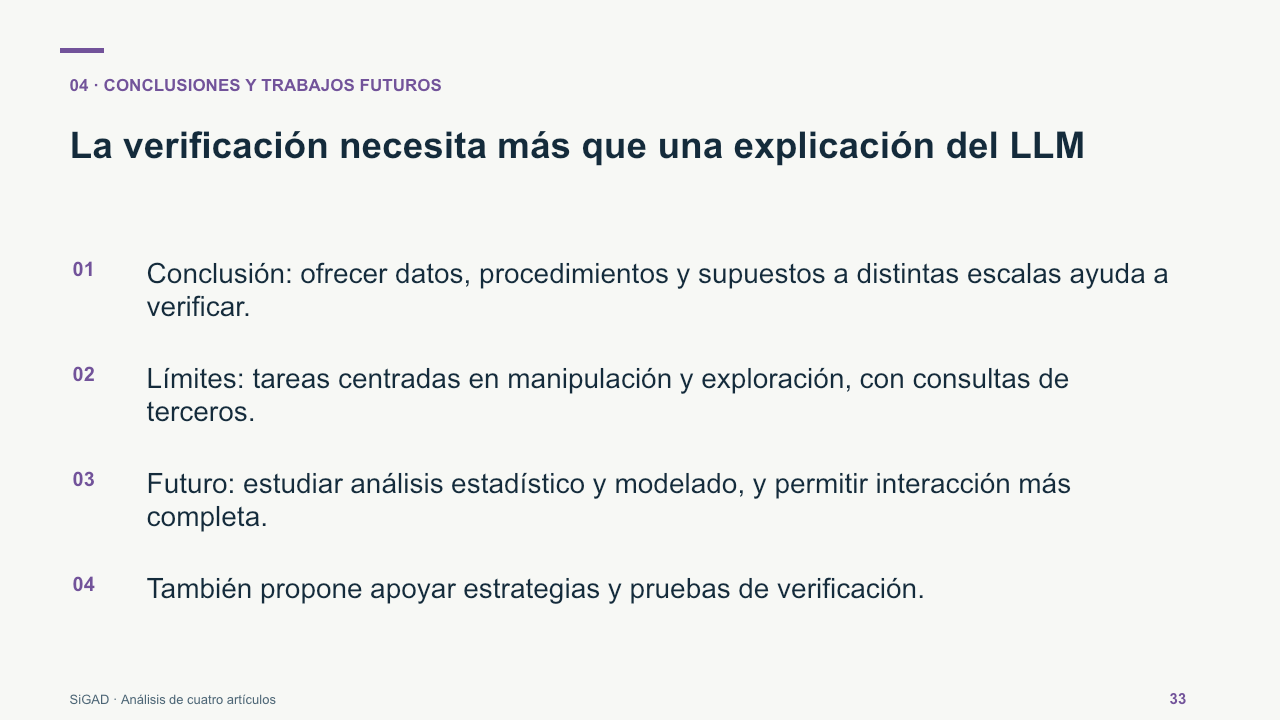 04 · CONCLUSIONES Y TRABAJOS FUTUROS
La verificación necesita más que una explicación del LLM
01
Conclusión: ofrecer datos, procedimientos y supuestos a distintas escalas ayuda a
verificar.
02
Límites: tareas centradas en manipulación y exploración, con consultas de
terceros.
03
Futuro: estudiar análisis estadístico y modelado, y permitir interacción más
completa.
04
También propone apoyar estrategias y pruebas de verificación.
SiGAD · Análisis de cuatro artículos
33